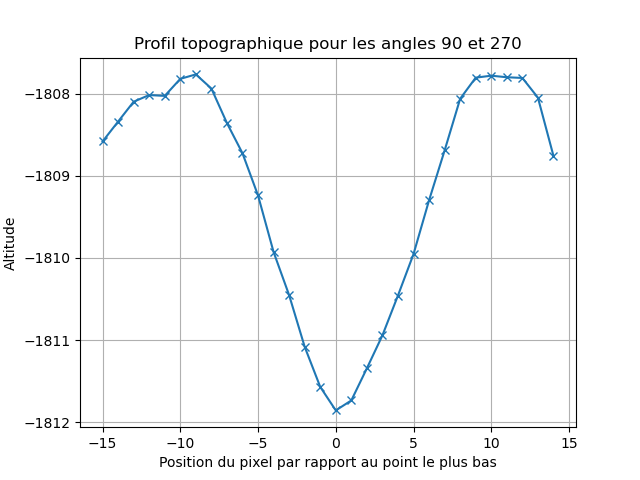 Profil topographique pour les angles 90 et 270
Altitude
−1808
−1809
−1810
−1811
−1812
−15 −10 −5 0 5 10 15
Position du pixel par rapport au point le plus bas